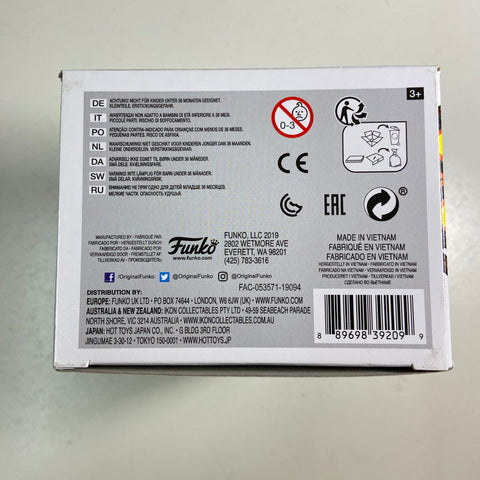 3+
DE ACHTUNG! NICHT FÜR KINDER UNTER 36 MONATEN GEEIGNET.
KLEINTEILE, ERSTICKUNGSGEFAHR.
IT AVVERTENZA! NON ADATTO A BAMBINI DI ETÀ INFERIORE A 36 MESI.
PICCOLE PARTI, RISCHIO DI SOFFOCAMENTO.
PO ATENÇÃO! CONTRA-INDICADO PARA CRIANÇAS COM MENOS DE 36 MESES.
PEQUENAS PARTES, RISCO DE ASFIXIA.
NL WAARSCHUWING! NIET GESCHIKT VOOR KINDEREN JONGER DAN 36 MAANDEN.
KLEINE ONDERDELEN. VERSTIKKINGSGEVAAR.
DA ADVARSEL! IKKE EGNET TIL BØRN UNDER 36 MÅNEDER.
SMÅ DELE.
SW VARNING! INTE LÄMPLIG FÖR BARN UNDER 36 MÅNADER.
SMÅ DELAR, KVÄVNINGSRISK.
RU ВНИМАНИЕ! НЕ ПРИГОДНО ДЛЯ ДЕТЕЙ МЛАДШЕ 36 МЕСЯЦЕВ.
0-3
CE
EAC
MANUFACTURED BY - FABRIQUÉ PAR
FABRICADO POR - HERGESTELLT DURCH
FABBRICATO DA - FABRICADO POR
VERVAARDIGD DOOR - FREMSTILLET AF
TILLVERKAD AV - ПРОИЗВОДИТЕЛЬ:
Funko
www.funko.com
FUNKO, LLC 2019
2802 WETMORE AVE
EVERETT, WA 98201
(425) 783-3616
/OriginalFunko @OriginalFunko @OriginalFunko
FAC-053571-19094
MADE IN VIETNAM
FABRIQUÉ EN VIETNAM
FABRICADO EN VIETNAM
HERGESTELLT IN VIETNAM - FABBRICATO IN VIETNAM
FABRICADO NA VIETNAM - VERVAARDIGD IN VIETNAM
PRODUCERET I VIETNAM - TILLVERKAD I VIETNAM
СДЕЛАНО ВО ВЬЕТНАМЕ
8 89698 39209 9
DISTRIBUTION BY:
EUROPE: FUNKO UK LTD • PO BOX 74644 • LONDON, W6 6JW (UK) • WWW.FUNKO.COM
AUSTRALIA & NEW ZEALAND: IKON COLLECTABLES PTY LTD • 49-59 SEABEACH PARADE
NORTH SHORE, VIC 3214 AUSTRALIA • WWW.IKONCOLLECTABLES.COM.AU
JAPAN: HOT TOYS JAPAN CO., INC. • G BLDG 3RD FLOOR
JINGUMAE 3-30-12 • TOKYO 150-0001 • WWW.HOTTOYS.JP